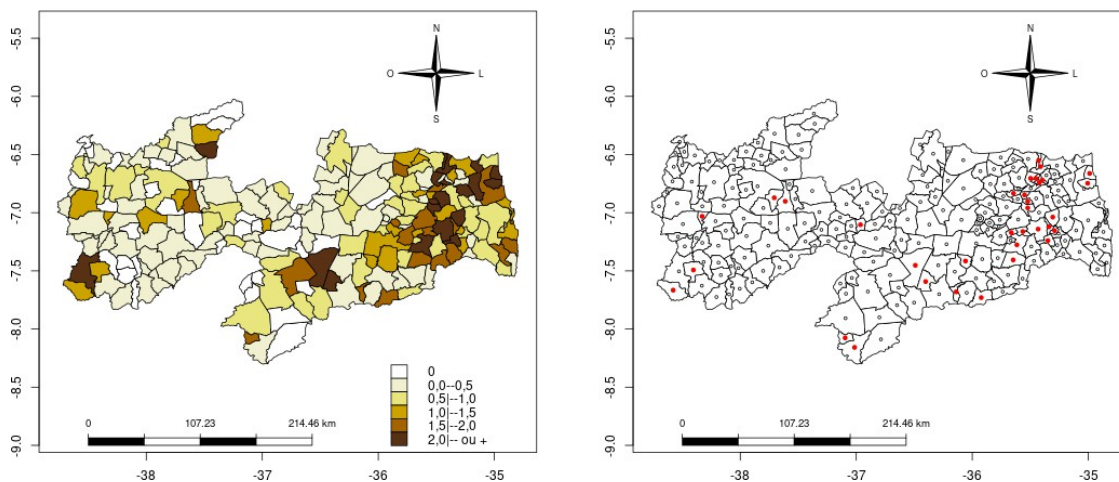 N
O L
S
-5.5
-6.0
-6.5
-7.0
-7.5
-8.0
-8.5
-9.0
0
0,0--0,5
0,5|--1,0
1,0|--1,5
1,5|--2,0
2,0|-- ou +
0 107.23 214.46 km
-38 -37 -36 -35
N
O L
S
-5.5
-6.0
-6.5
-7.0
-7.5
-8.0
-8.5
-9.0
0 107.23 214.46 km
-38 -37 -36 -35